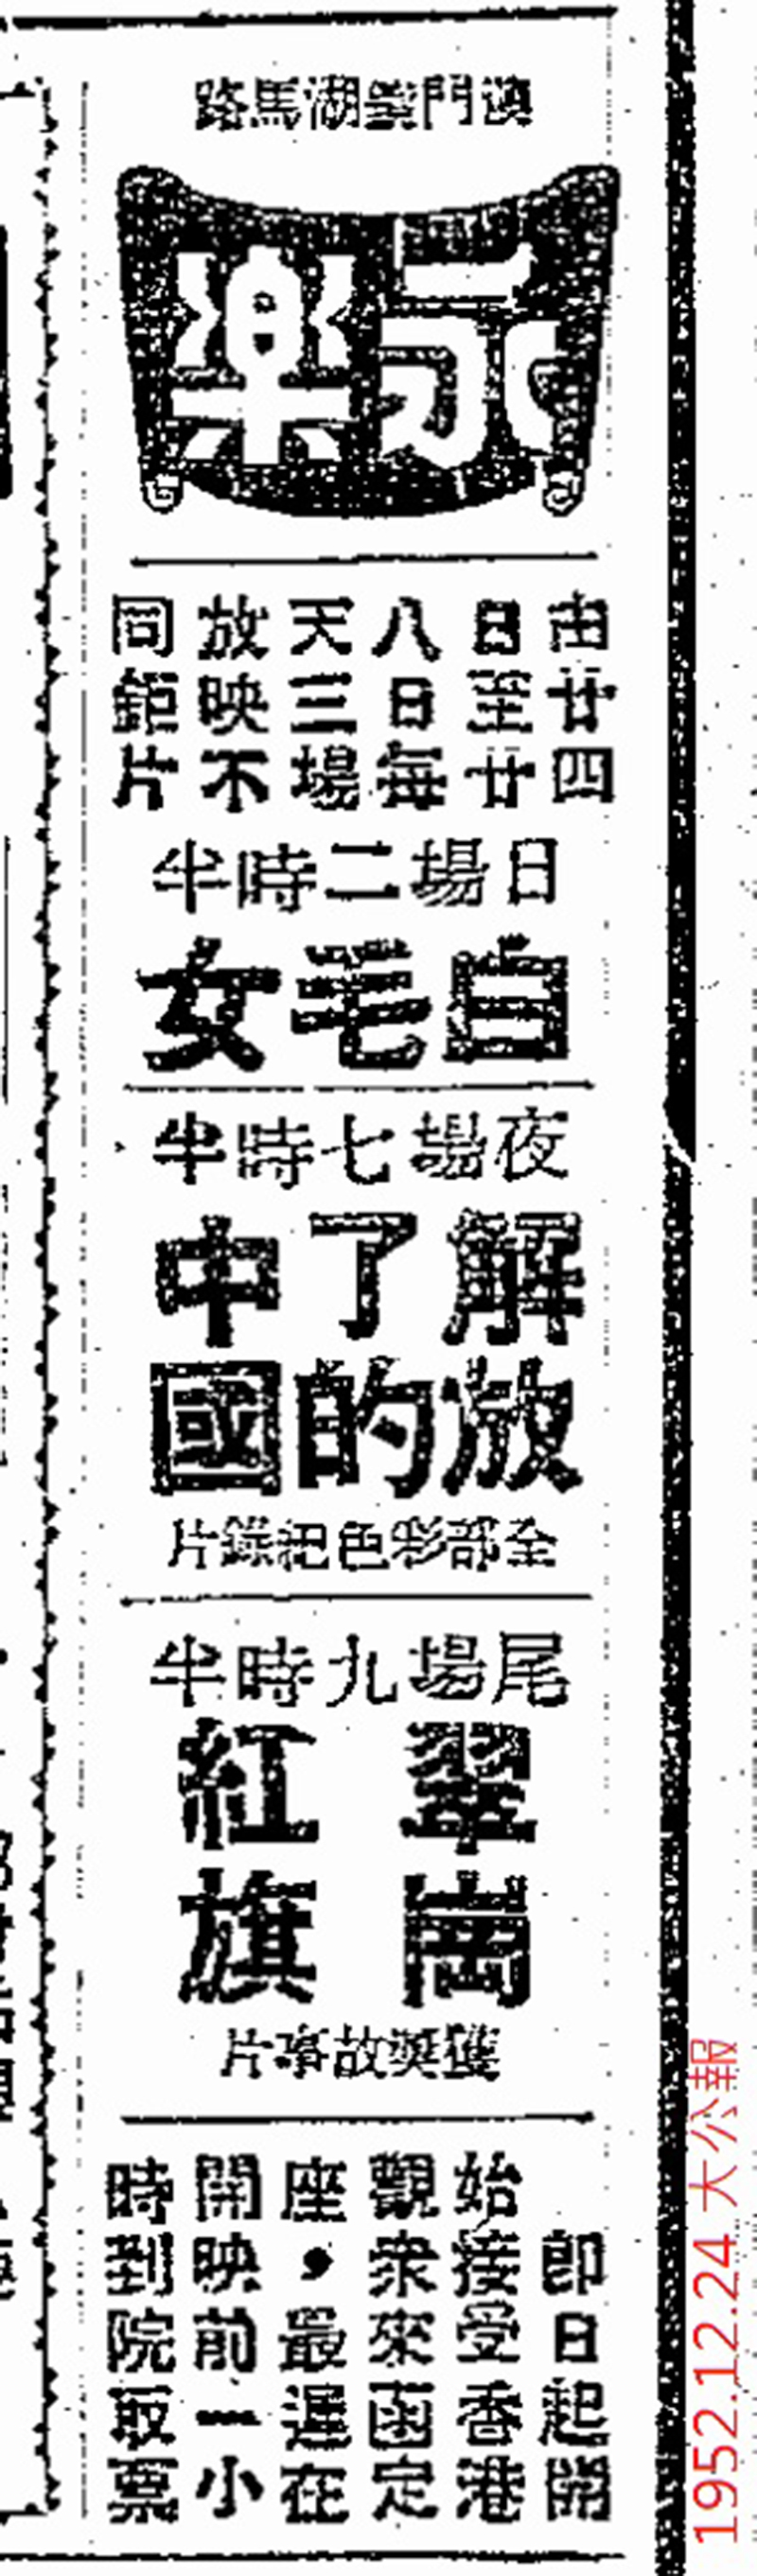 澳門巢湖馬路
永樂
由廿四
日至廿
八日每
天三場
放映不
同鉅片
日場二時半
白毛女
夜場七時半
解了中
放的國
全部彩色紀錄片
尾場九時半
翠崗
紅旗
獲獎故事片
即日起開
始接受香港
觀衆來函定
座，最遲在
開映前一小
時到院取票
1952.12.24 大公報